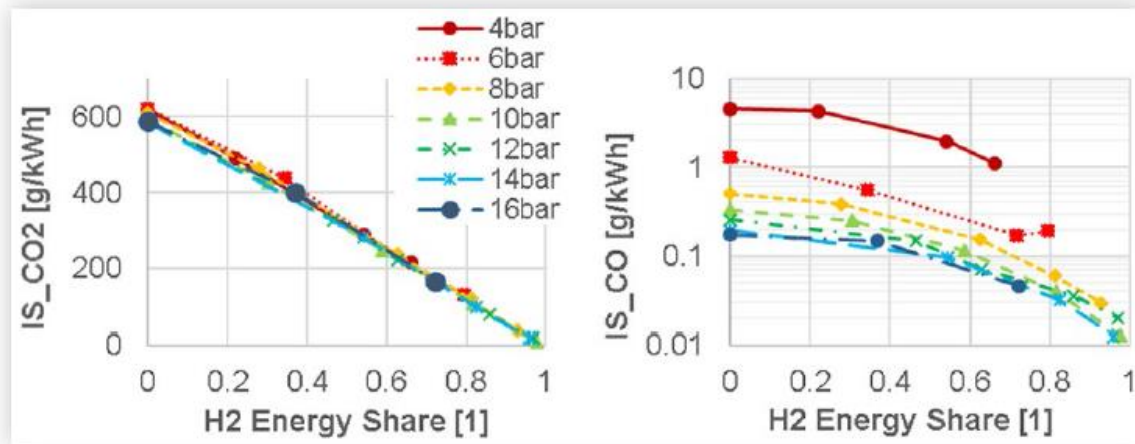 4bar
6bar
8bar
10bar
12bar
14bar
16bar
IS_CO2 [g/kWh]
600
400
200
0
0 0.2 0.4 0.6 0.8 1
H2 Energy Share [1]
IS_CO [g/kWh]
10
1
0.1
0.01
0 0.2 0.4 0.6 0.8 1
H2 Energy Share [1]